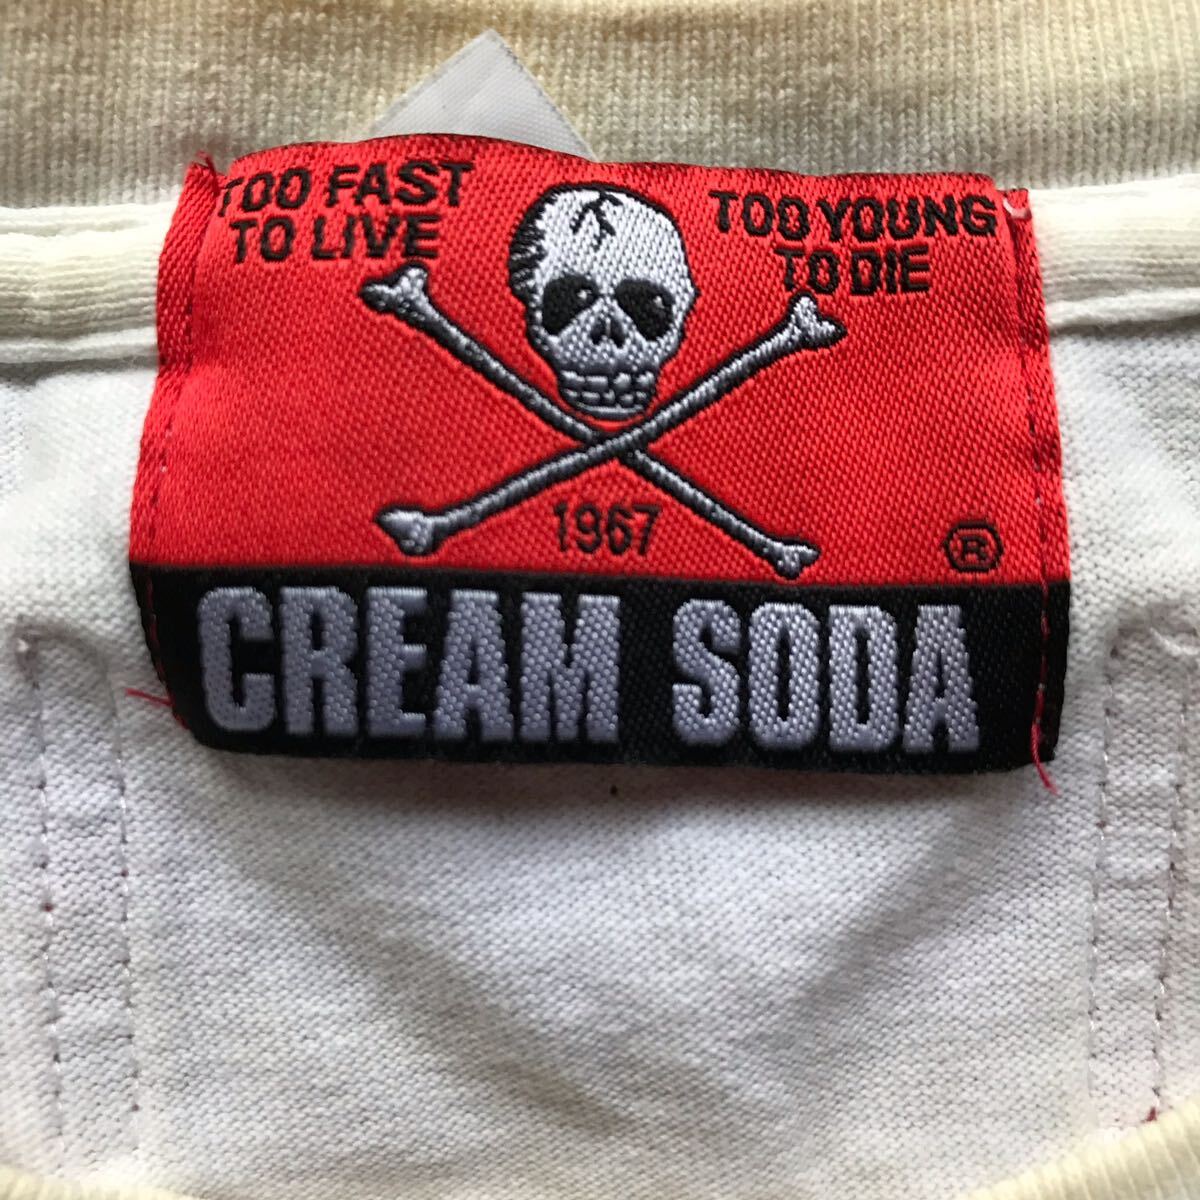 TOO FAST
TO LIVE
TOO YOUNG
TO DIE
1967
®
CREAM SODA